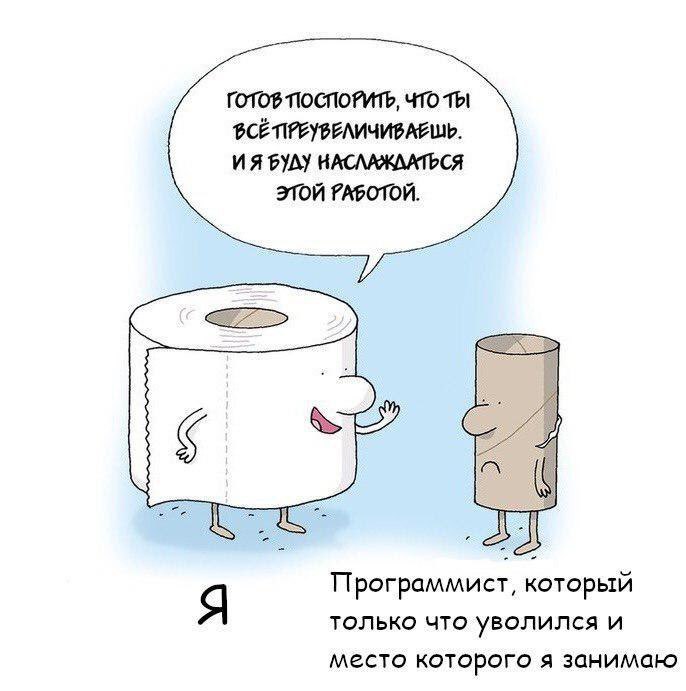 ГОТОВ ПОСПОРИТЬ, ЧТО ТЫ
ВСЁ ПРЕУВЕЛИЧИВАЕШЬ.
И Я БУДУ НАСЛАЖДАТЬСЯ
ЭТОЙ РАБОТОЙ.
Я
Программист, который
только что уволился и
место которого я занимаю